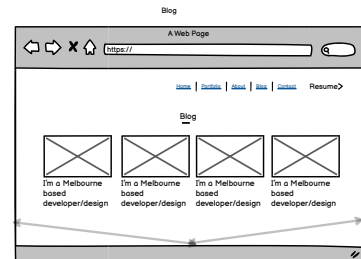 Blog
A Web Page
https://
Home | Portfolio | About | Blog | Contact Resume>
Blog
I'm a Melbourne
based
developer/design
I'm a Melbourne
based
developer/design
I'm a Melbourne
based
developer/design
I'm a Melbourne
based
developer/design